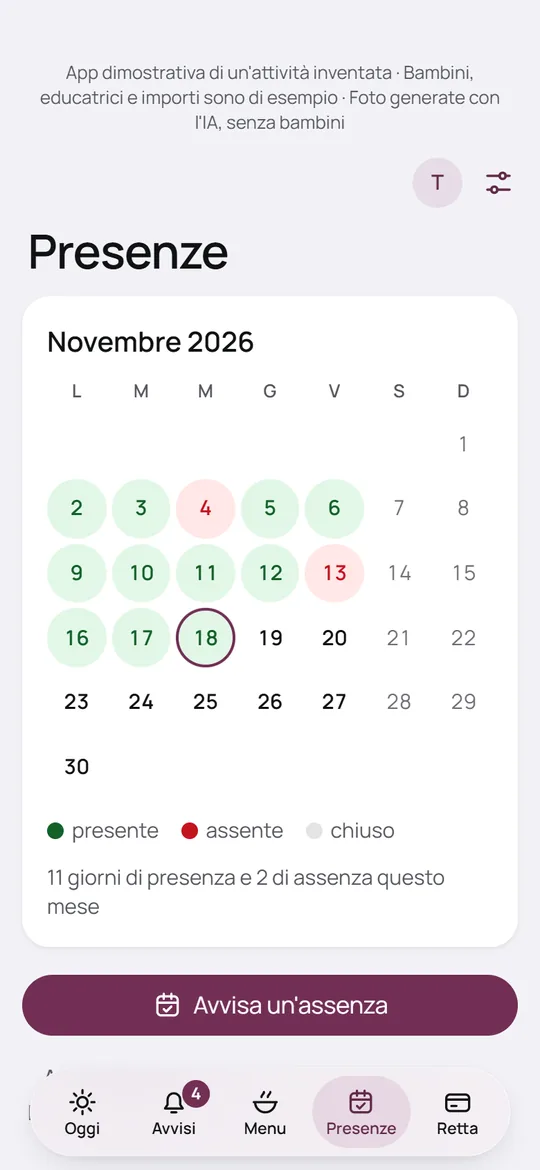 App dimostrativa di un'attività inventata · Bambini,
educatrici e importi sono di esempio · Foto generate con
l'IA, senza bambini
T
Presenze
Novembre 2026
L M M G V S D
1
2 3 4 5 6 7 8
9 10 11 12 13 14 15
16 17 18 19 20 21 22
23 24 25 26 27 28 29
30
presente assente chiuso
11 giorni di presenza e 2 di assenza questo
mese
Avvisa un'assenza
4
Oggi Avvisi Menu Presenze Retta